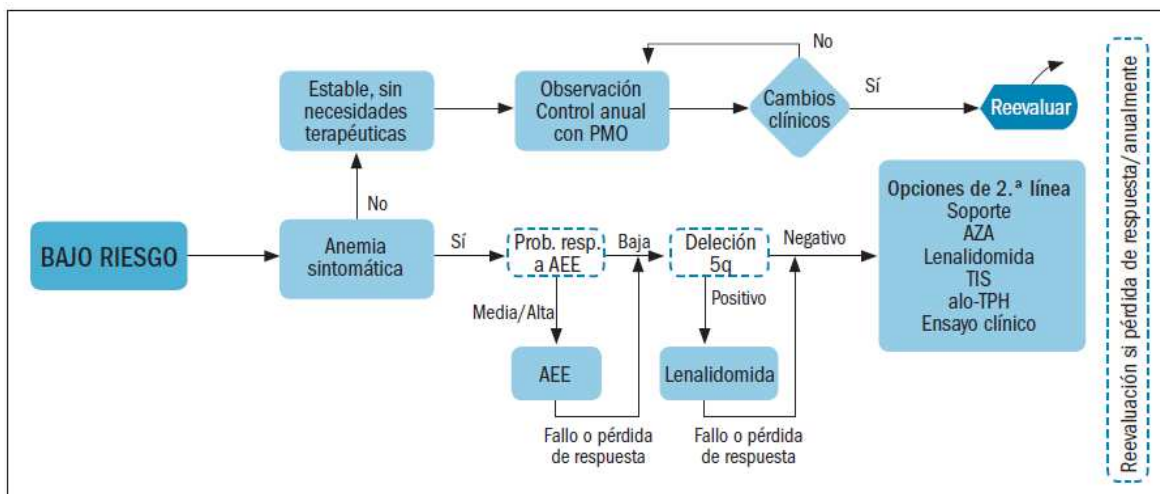 Estable, sin
necesidades
terapéuticas
Observación
Control anual
con PMO
No
Cambios
clínicos
Sí
Reevaluar
No
BAJO RIESGO
Anemia
sintomática
Sí
Prob. resp.
a AEE
Baja
Deleción
5q
Negativo
Opciones de 2.ª línea
Soporte
AZA
Lenalidomida
TIS
alo-TPH
Ensayo clínico
Media/Alta
Positivo
AEE
Lenalidomida
Fallo o pérdida
de respuesta
Fallo o pérdida
de respuesta
Reevaluación si pérdida de respuesta/anualmente